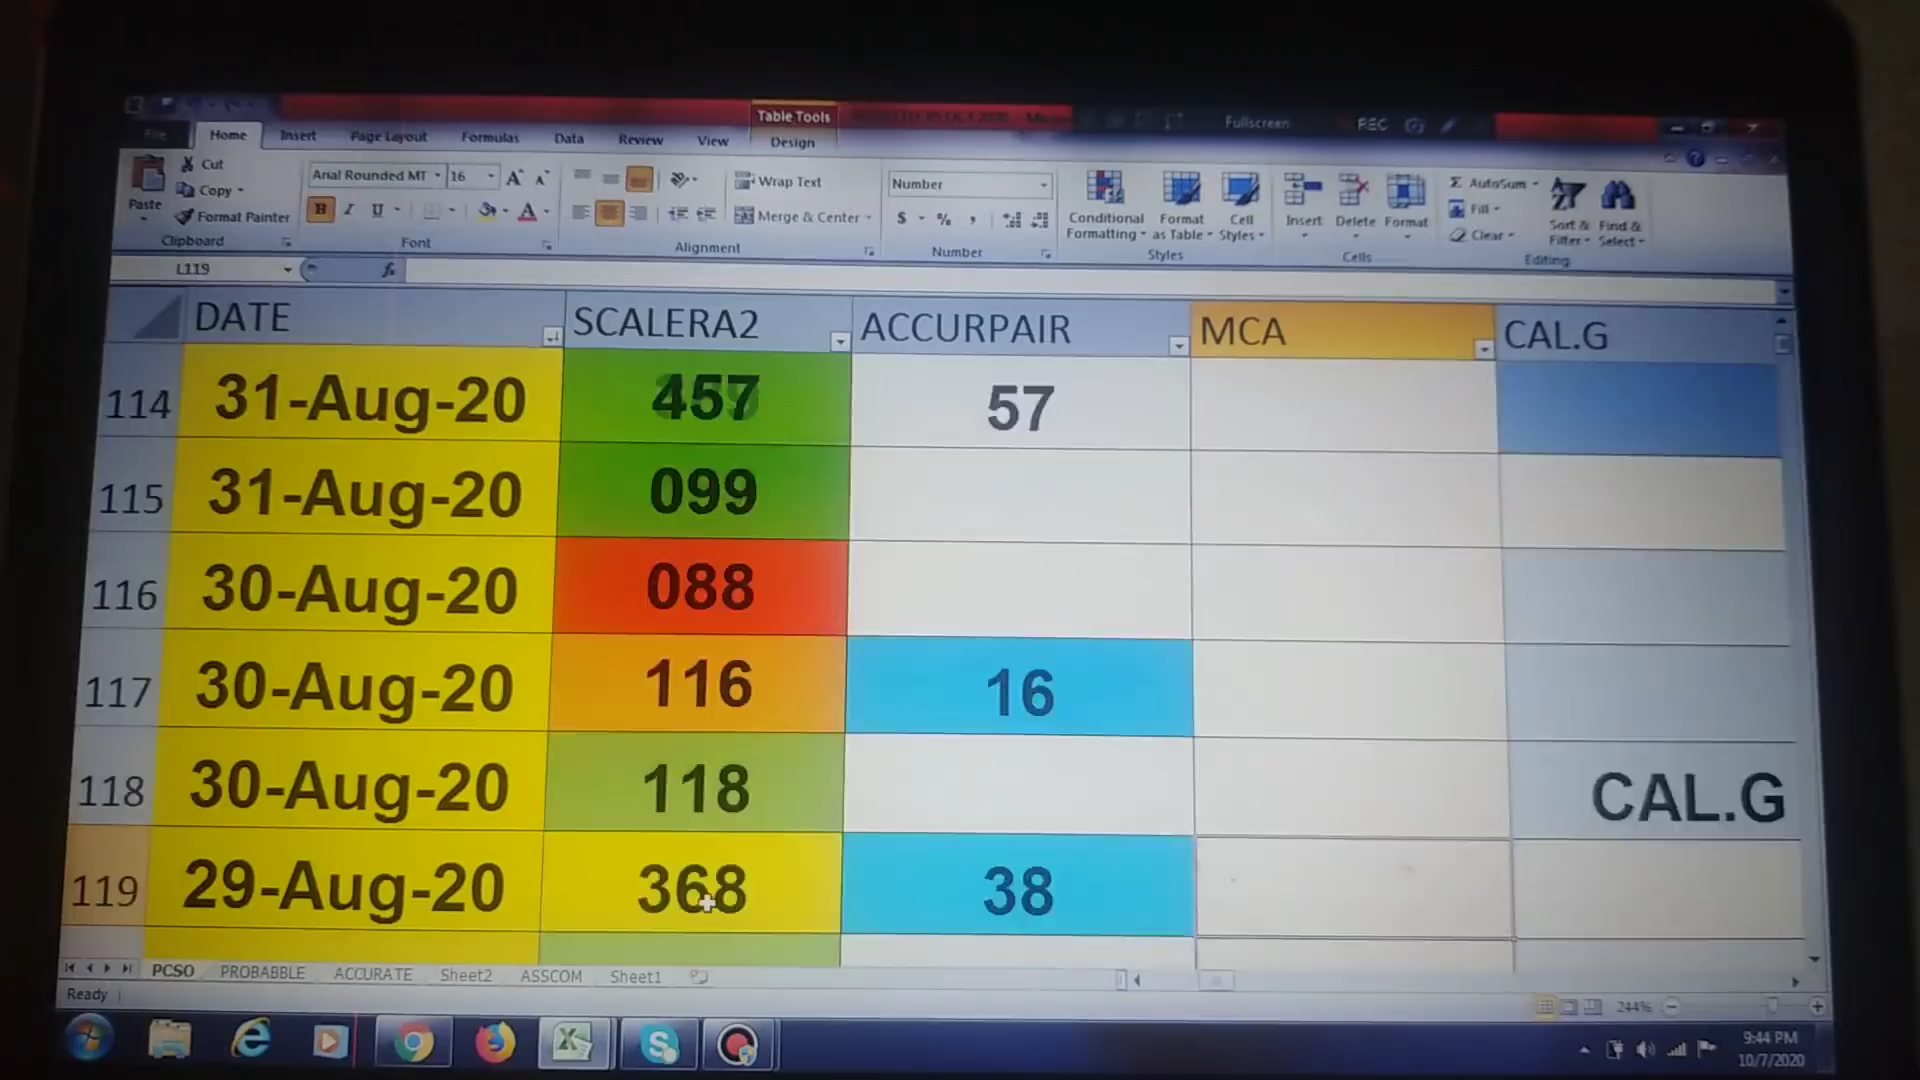 Table Tools
Fullscreen REC
File Home Insert Page Layout Formulas Data Review View Design
Cut
Copy
Format Painter
Paste
Clipboard
Arial Rounded MT 16
B I U
Font
Wrap Text
Merge & Center
Alignment
Number
$ % ,
Number
Conditional Formatting
Format as Table
Cell Styles
Styles
Insert Delete Format
Cells
Σ AutoSum
Fill
Clear
Sort & Filter
Find & Select
Editing
L119 fx
DATE SCALERA2 ACCURPAIR MCA CAL.G
114 31-Aug-20 457 57
115 31-Aug-20 099
116 30-Aug-20 088
117 30-Aug-20 116 16
118 30-Aug-20 118 CAL.G
119 29-Aug-20 368 38
PCSO PROBABBLE ACCURATE Sheet2 ASSCOM Sheet1
Ready 244%
9:44 PM
10/7/2020